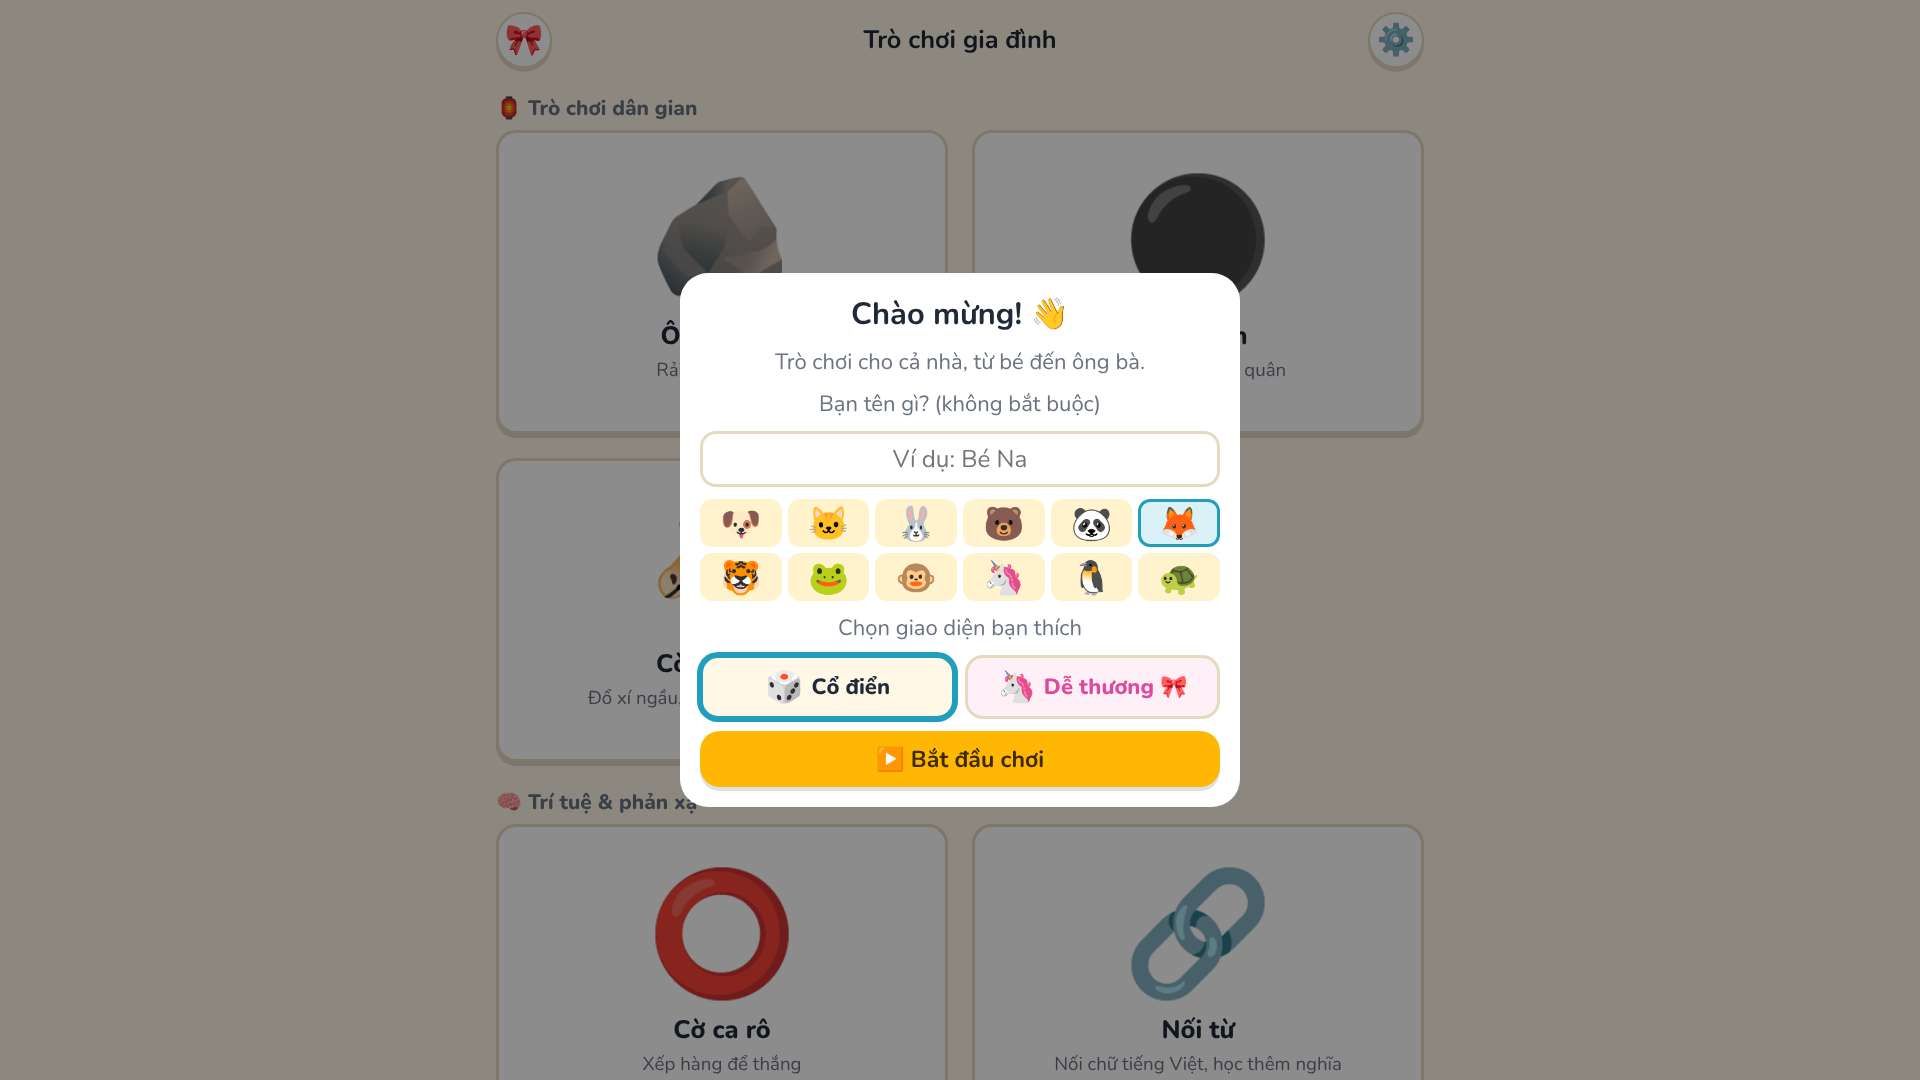 Trò chơi gia đình
Trò chơi dân gian
Chào mừng!
Trò chơi cho cả nhà, từ bé đến ông bà.
Bạn tên gì? (không bắt buộc)
quân
Ví dụ: Bé Na
Chọn giao diện bạn thích
Đổ xí ngầu,
Cổ điển
Dễ thương
Bắt đầu chơi
Trí tuệ & phản xạ
Cờ ca rô
Nối từ
Xếp hàng để thắng
Nối chữ tiếng Việt, học thêm nghĩa